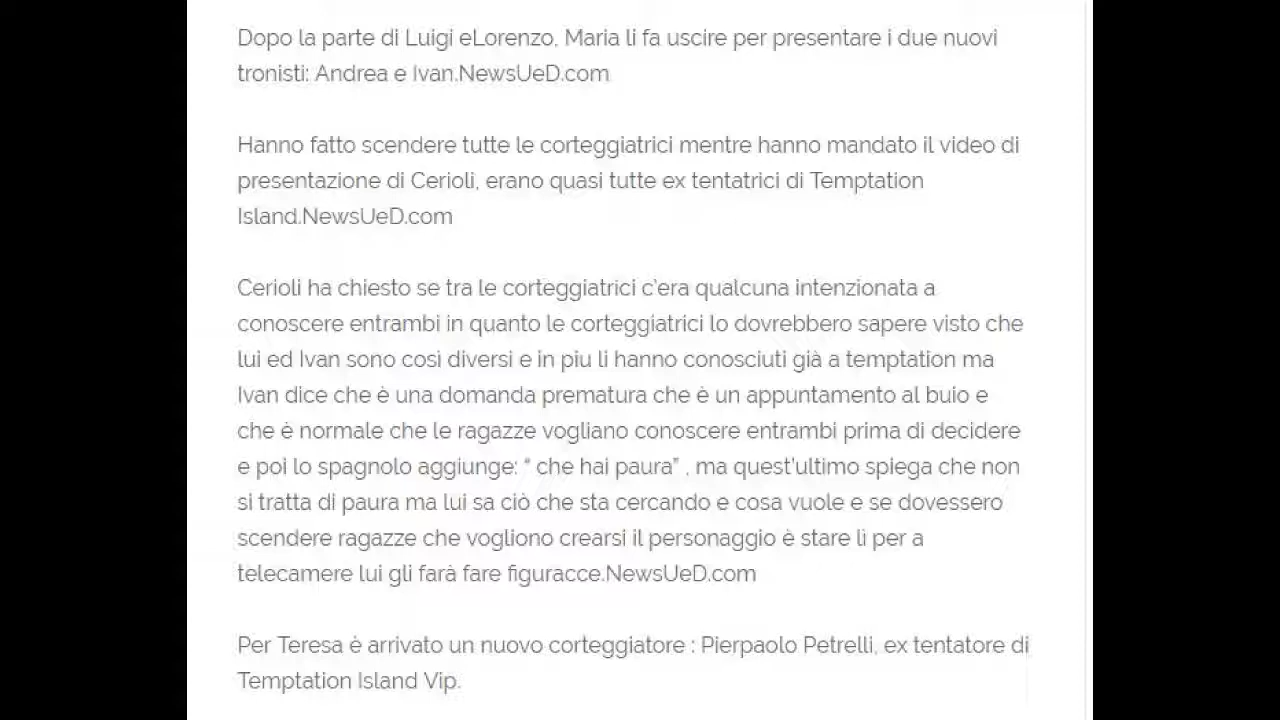 Dopo la parte di Luigi eLorenzo, Maria li fa uscire per presentare i due nuovi
tronisti: Andrea e Ivan.NewsUeD.com
Hanno fatto scendere tutte le corteggiatrici mentre hanno mandato il video di
presentazione di Cerioli, erano quasi tutte ex tentatrici di Temptation
Island.NewsUeD.com
Cerioli ha chiesto se tra le corteggiatrici c'era qualcuna intenzionata a
conoscere entrambi in quanto le corteggiatrici lo dovrebbero sapere visto che
lui ed Ivan sono così diversi e in piu li hanno conosciuti già a temptation ma
Ivan dice che è una domanda prematura che è un appuntamento al buio e
che è normale che le ragazze vogliano conoscere entrambi prima di decidere
e poi lo spagnolo aggiunge: “ che hai paura” , ma quest'ultimo spiega che non
si tratta di paura ma lui sa ciò che sta cercando e cosa vuole e se dovessero
scendere ragazze che vogliono crearsi il personaggio è stare lì per a
telecamere lui gli farà fare figuracce.NewsUeD.com
Per Teresa è arrivato un nuovo corteggiatore : Pierpaolo Petrelli, ex tentatore di
Temptation Island Vip.